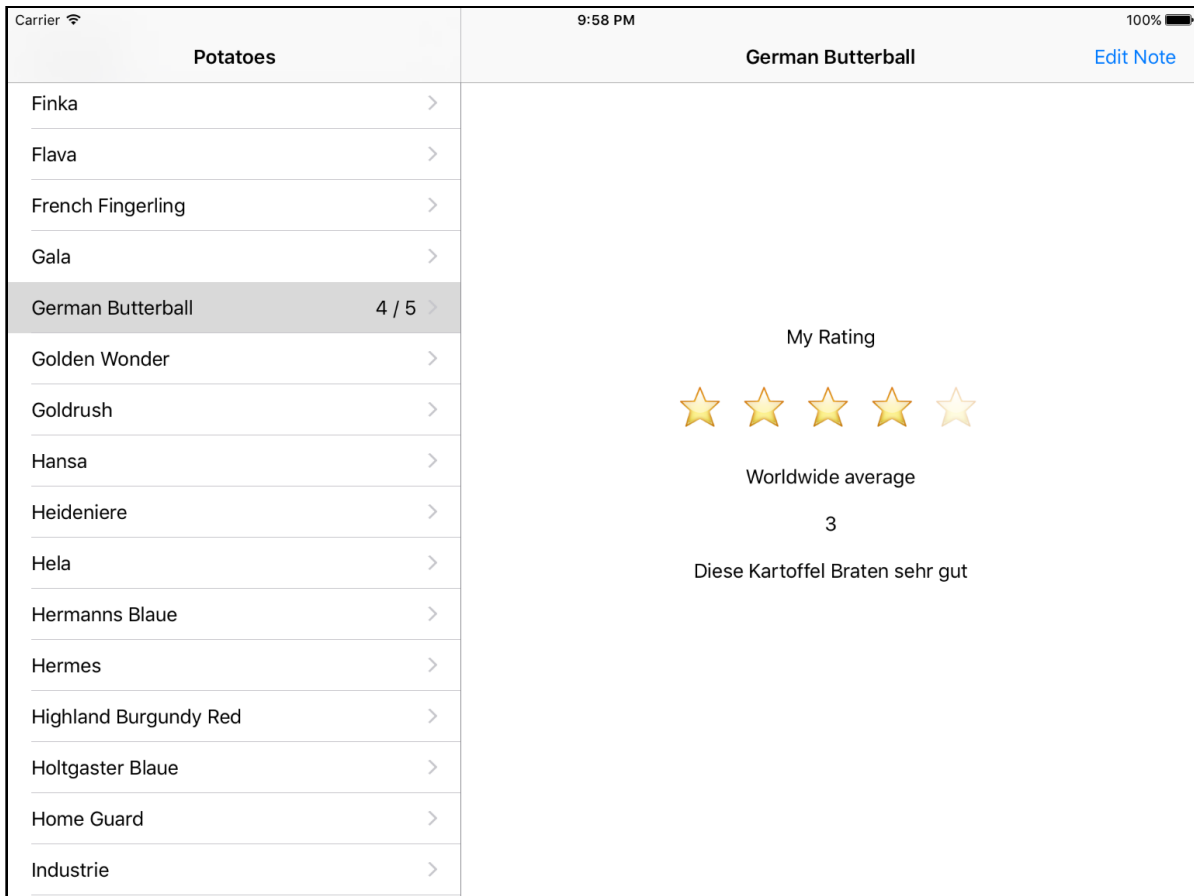 Carrier
9:58 PM
100%
Potatoes
German Butterball
Edit Note
Finka
Flava
French Fingerling
Gala
German Butterball 4 / 5
Golden Wonder
Goldrush
Hansa
Heideniere
Hela
Hermanns Blaue
Hermes
Highland Burgundy Red
Holtgaster Blaue
Home Guard
Industrie
My Rating
Worldwide average
3
Diese Kartoffel Braten sehr gut